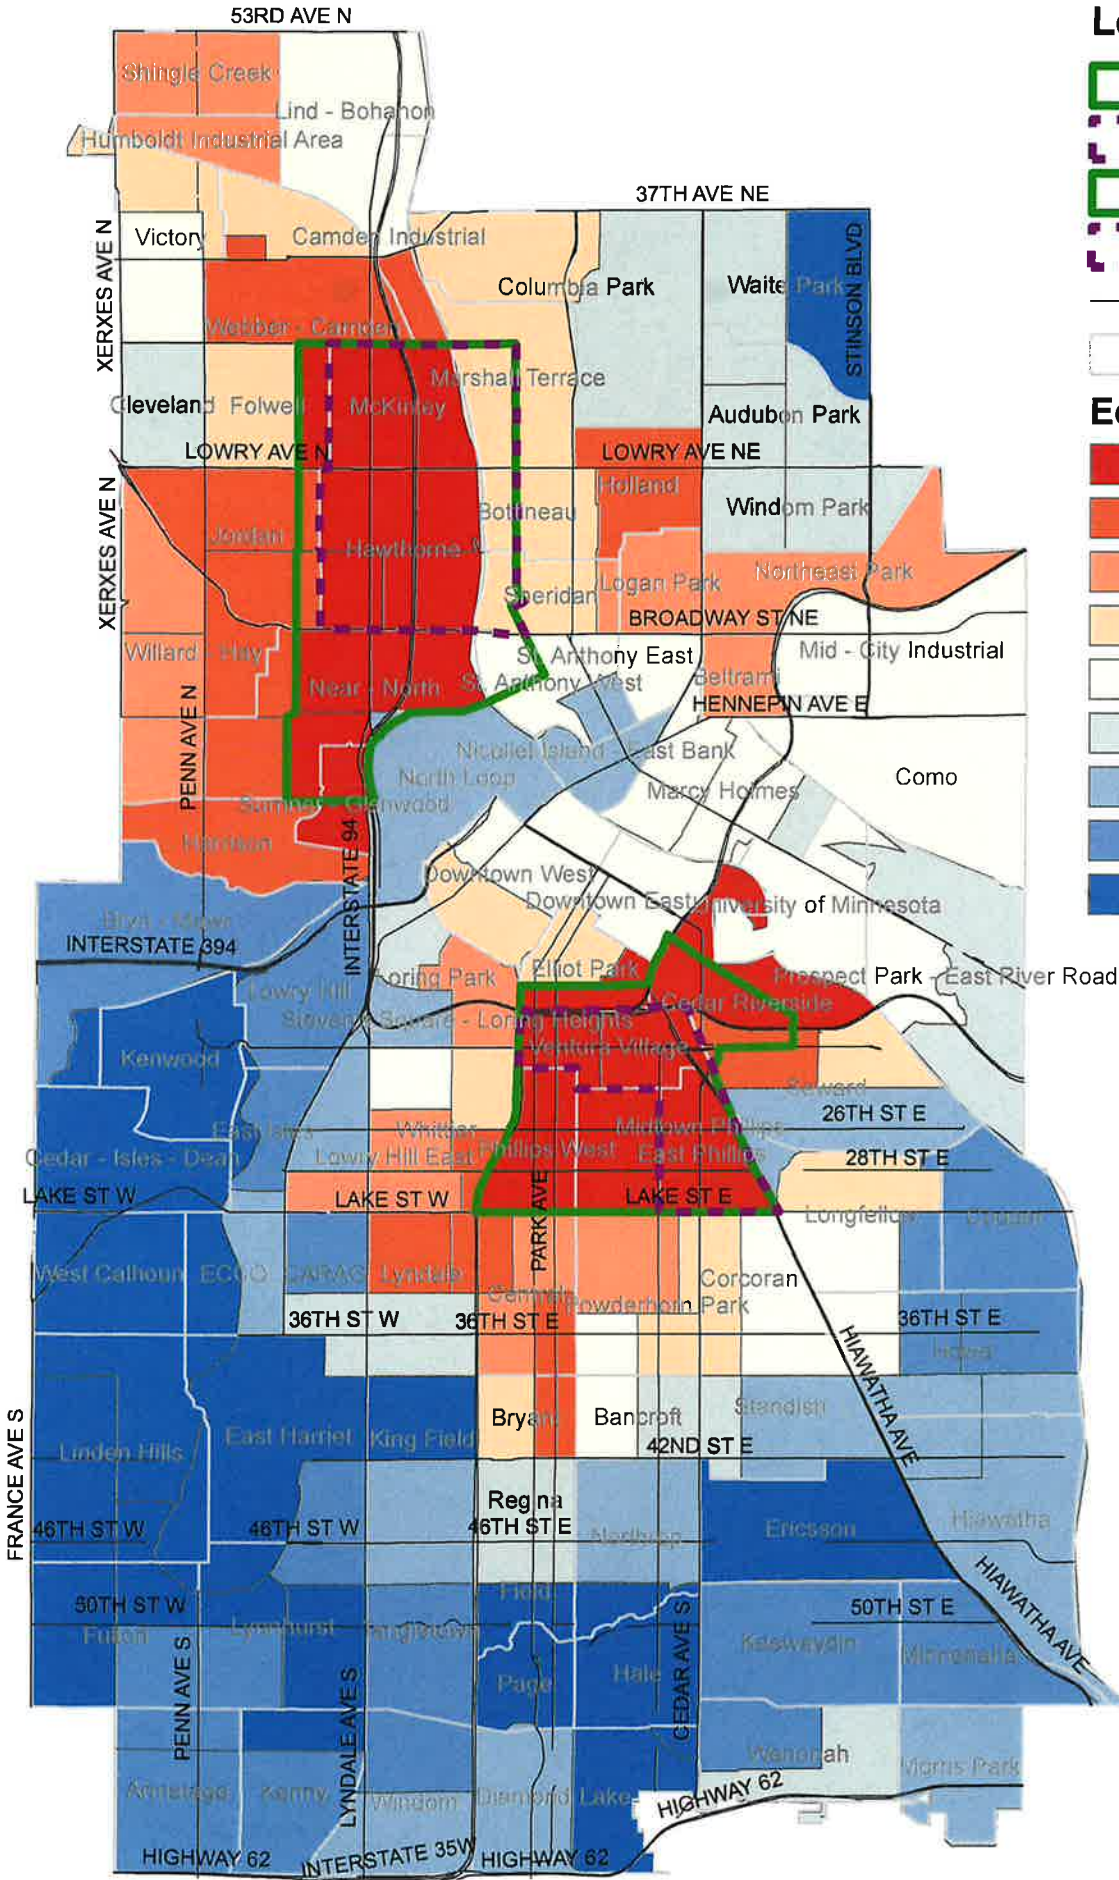 53RD AVE N
Le
Shingle Creek
Lind - Bohanon
Humboldt Industrial Area
37TH AVE NE
XERXES AVE N
Victory
Camden Industrial
STINSON BLVD
Columbia Park
Waite Park
Webber - Camden
Marshall Terrace
Cleveland
Folwell
McKinley
Audubon Park
Ec
LOWRY AVE N
LOWRY AVE NE
Holland
XERXES AVE N
Jordan
Bottineau
Windom Park
Hawthorne
Northeast Park
Sheridan
Logan Park
BROADWAY ST NE
Willard - Hay
St. Anthony East
Mid - City Industrial
Near - North
St. Anthony West
Beltrami
HENNEPIN AVE E
PENN AVE N
Nicollet Island - East Bank
North Loop
Como
Marcy Holmes
Sumner - Glenwood
Harrison
INTERSTATE 94
Downtown West
Downtown East
University of Minnesota
Bryn - Mawr
INTERSTATE 394
Loring Park
Elliot Park
Prospect Park - East River Road
Lowry Hill
Cedar Riverside
Stevens Square - Loring Heights
Kenwood
Ventura Village
Seward
26TH ST E
East Isles
Whittier
Midtown Phillips
Cedar - Isles - Dean
Lowry Hill East
Phillips West
East Phillips
28TH ST E
LAKE ST W
LAKE ST W
PARK AVE
LAKE ST E
Longfellow
Cooper
West Calhoun
ECCO
CARAG
Lyndale
Central
Corcoran
Powderhorn Park
36TH ST W
36TH ST E
36TH ST E
Howe
HIAWATHA AVE
FRANCE AVE S
Linden Hills
East Harriet
King Field
Bryant
Bancroft
Standish
42ND ST E
Regina
46TH ST W
46TH ST W
46TH ST E
Northrop
Ericsson
Hiawatha
HIAWATHA AVE
Field
50TH ST W
50TH ST E
Fulton
Lynnhurst
Tangletown
Keewaydin
Minnehaha
PENN AVE S
LYNDALE AVE S
Page
Hale
CEDAR AVE S
Wenonah
Morris Park
Armatage
Kenny
Windom
Diamond Lake
HIGHWAY 62
HIGHWAY 62
INTERSTATE 35W
HIGHWAY 62